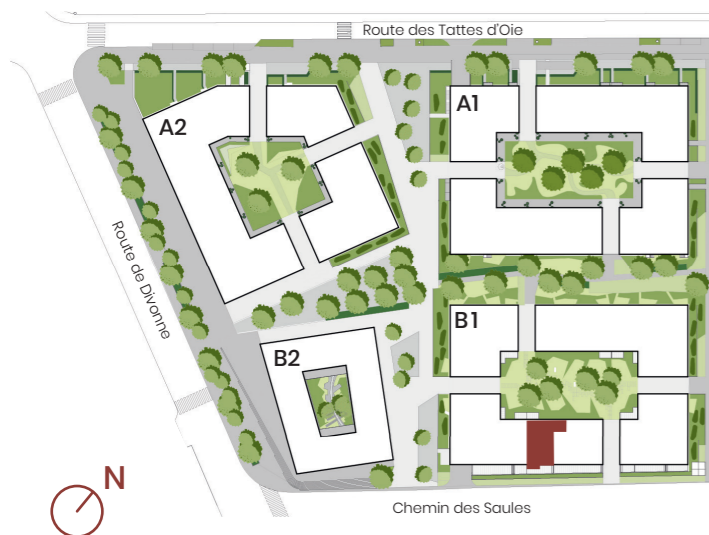 Route des Tattes d'Oie
A2
A1
Route de Divonne
B1
B2
N
Chemin des Saules